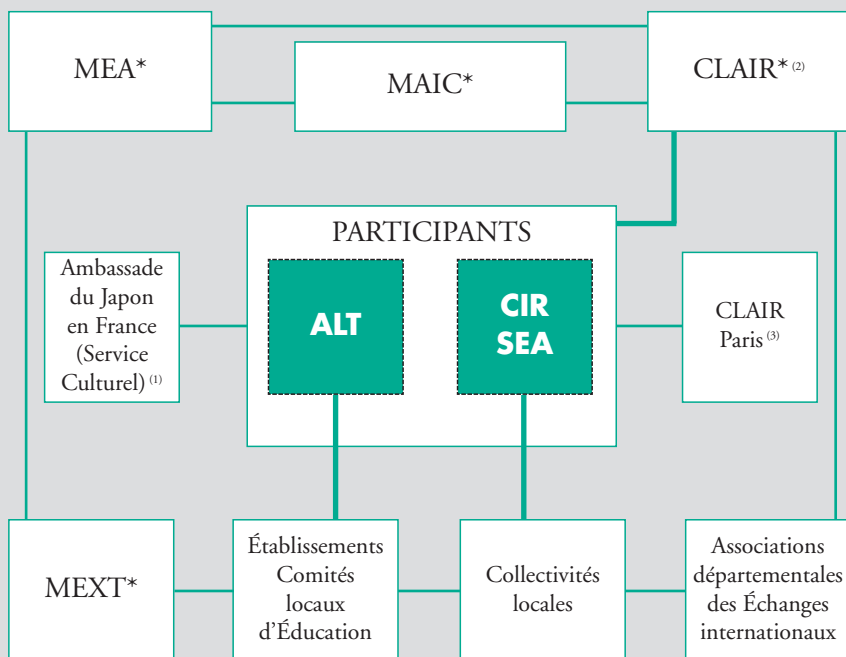 MEA*
MAIC*
CLAIR* (2)
PARTICIPANTS
Ambassade
du Japon
en France
(Service
Culturel) (1)
ALT
CIR
SEA
CLAIR
Paris (3)
MEXT*
Établissements
Comités
locaux
d'Éducation
Collectivités
locales
Associations
départementales
des Échanges
internationaux